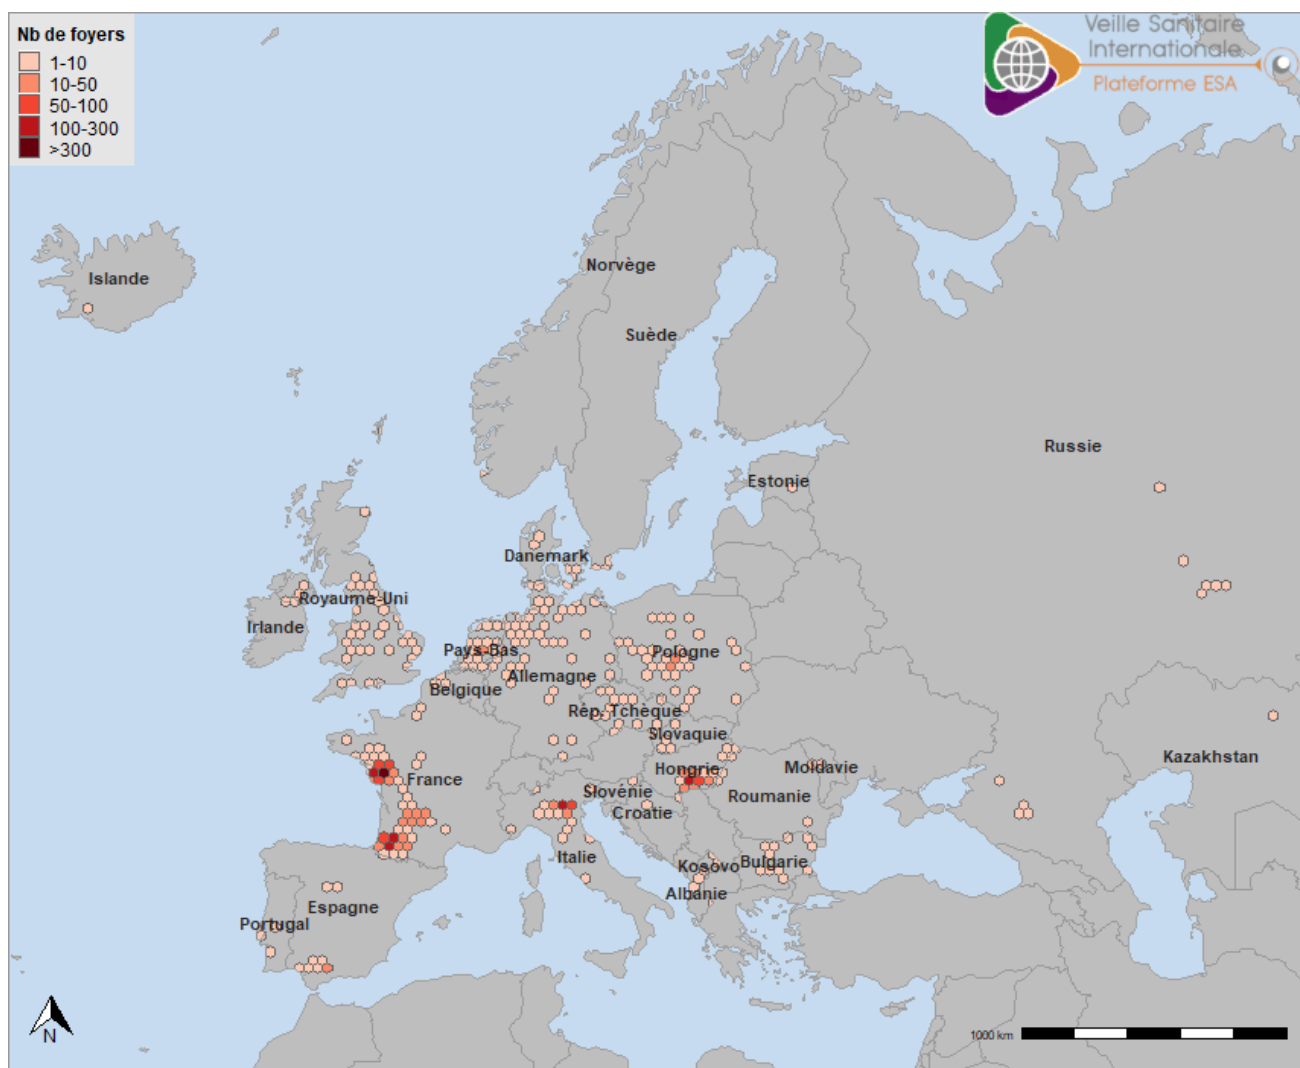 Nb de foyers
1-10
10-50
50-100
100-300
>300
Veille Sanitaire
Internationale
Plateforme ESA
Islande
Norvège
Suède
Russie
Estonie
Danemark
Royaume-Uni
Irlande
Pays-Bas
Pologne
Allemagne
Belgique
Rép. Tchèque
Slovaquie
Kazakhstan
Hongrie
Moldavie
France
Slovénie
Roumanie
Croatie
Italie
Kosovo
Bulgarie
Albanie
Espagne
Portugal
N
1000 km